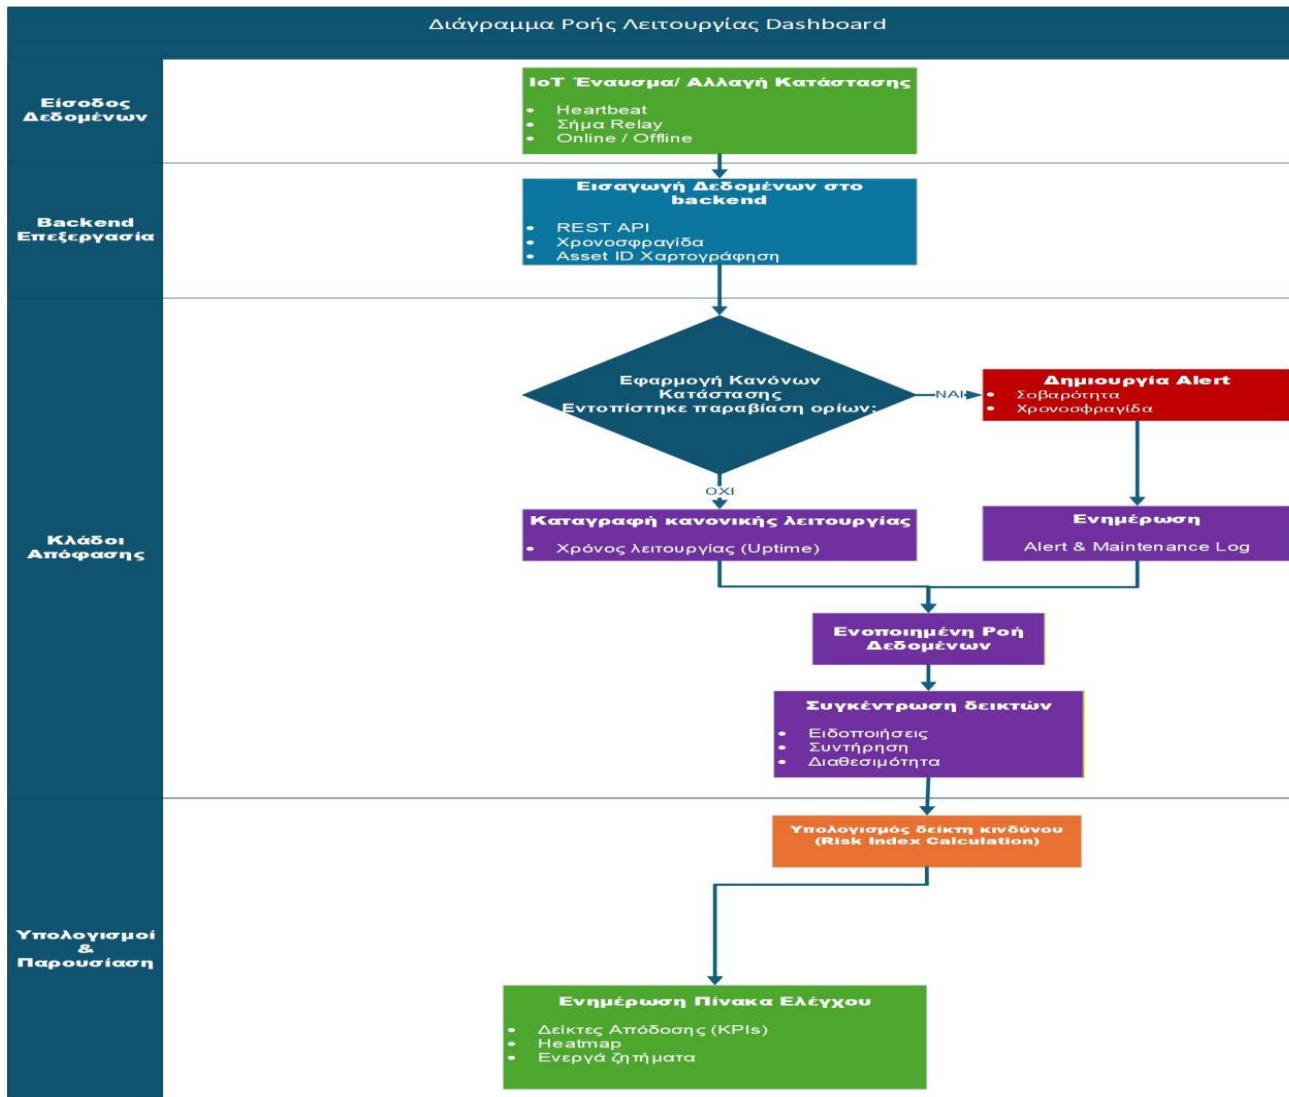 Διάγραμμα Ροής Λειτουργίας Dashboard
Είσοδος
Δεδομένων
IoT Έναυσμα/ Αλλαγή Κατάστασης
• Heartbeat
• Σήμα Relay
• Online / Offline
Backend
Επεξεργασία
Εισαγωγή Δεδομένων στο
backend
• REST API
• Χρονοσφραγίδα
• Asset ID Χαρτογράφηση
Κλάδοι
Απόφασης
Εφαρμογή Κανόνων
Κατάστασης
Εντοπίστηκε παραβίαση ορίων;
ΝΑΙ
Δημιουργία Alert
• Σοβαρότητα
• Χρονοσφραγίδα
ΟΧΙ
Καταγραφή κανονικής λειτουργίας
• Χρόνος λειτουργίας (Uptime)
Ενημέρωση
Alert & Maintenance Log
Ενοποιημένη Ροή
Δεδομένων
Συγκέντρωση δεικτών
• Ειδοποιήσεις
• Συντήρηση
• Διαθεσιμότητα
Υπολογισμοί
&
Παρουσίαση
Υπολογισμός δείκτη κινδύνου
(Risk Index Calculation)
Ενημέρωση Πίνακα Ελέγχου
• Δείκτες Απόδοσης (KPIs)
• Heatmap
• Ενεργά ζητήματα